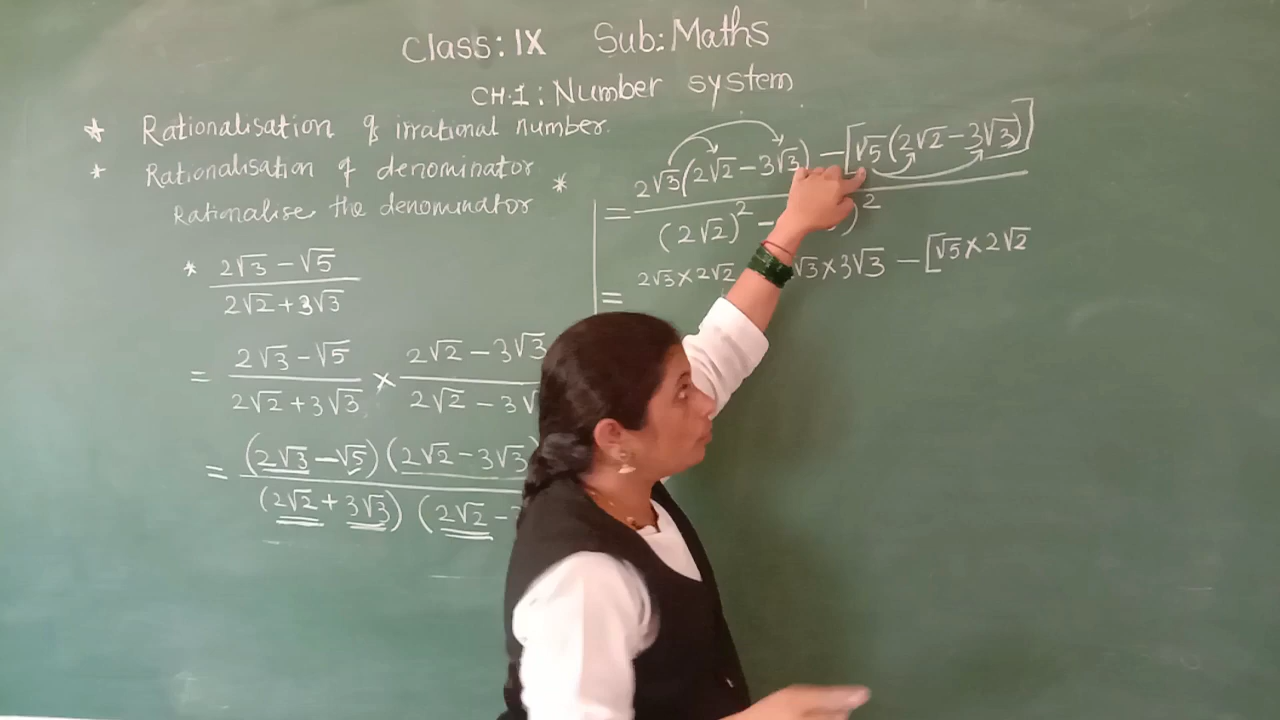 Class: IX Sub: Maths
CH.1: Number system
* Rationalisation of irrational number.
* Rationalisation of denominator
Rationalise the denominator *
* (2√3 − √5)/(2√2 + 3√3)
= (2√3 − √5)/(2√2 + 3√3) × (2√2 − 3√3)/(2√2 − 3√
= (2√3 − √5)(2√2 − 3√3)/(2√2 + 3√3)(2√2 −
= 2√3(2√2 − 3√3) − [√5(2√2 − 3√3)]/(2√2)² − )²
= 2√3 × 2√2 √3 × 3√3 − [√5 × 2√2